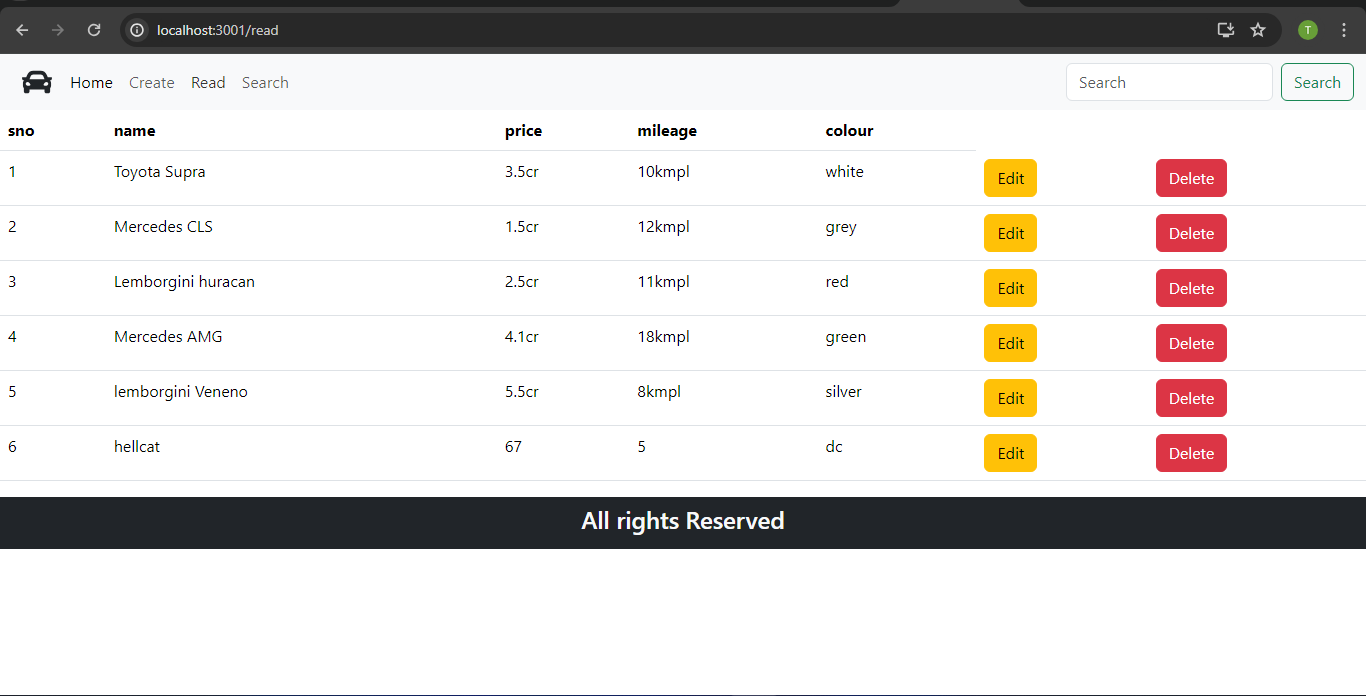 localhost:3001/read
T
Home Create Read Search Search Search
sno name price mileage colour
1 Toyota Supra 3.5cr 10kmpl white Edit Delete
2 Mercedes CLS 1.5cr 12kmpl grey Edit Delete
3 Lemborgini huracan 2.5cr 11kmpl red Edit Delete
4 Mercedes AMG 4.1cr 18kmpl green Edit Delete
5 lemborgini Veneno 5.5cr 8kmpl silver Edit Delete
6 hellcat 67 5 dc Edit Delete
All rights Reserved